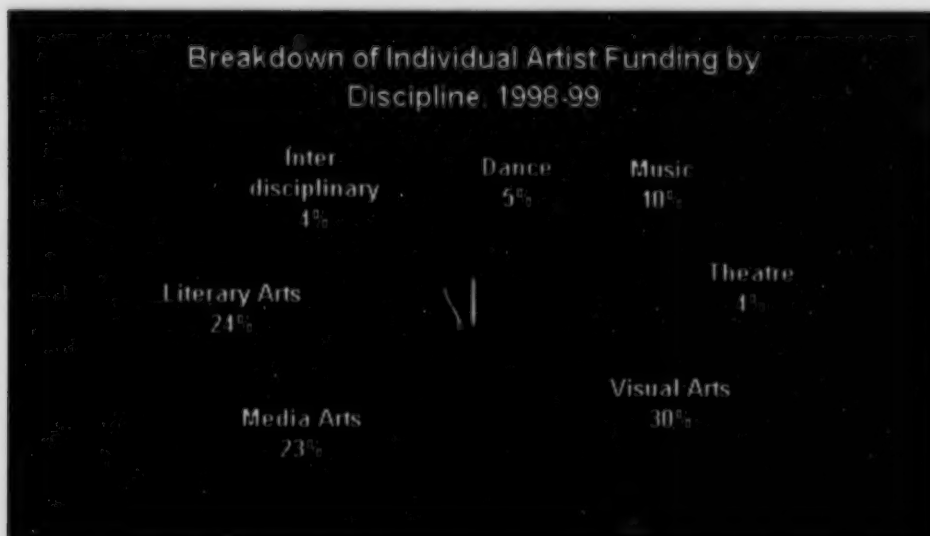 Breakdown of Individual Artist Funding by
Discipline, 1998-99
Inter
disciplinary
4%
Dance
5%
Music
10%
Theatre
4%
Literary Arts
24%
Visual Arts
30%
Media Arts
23%